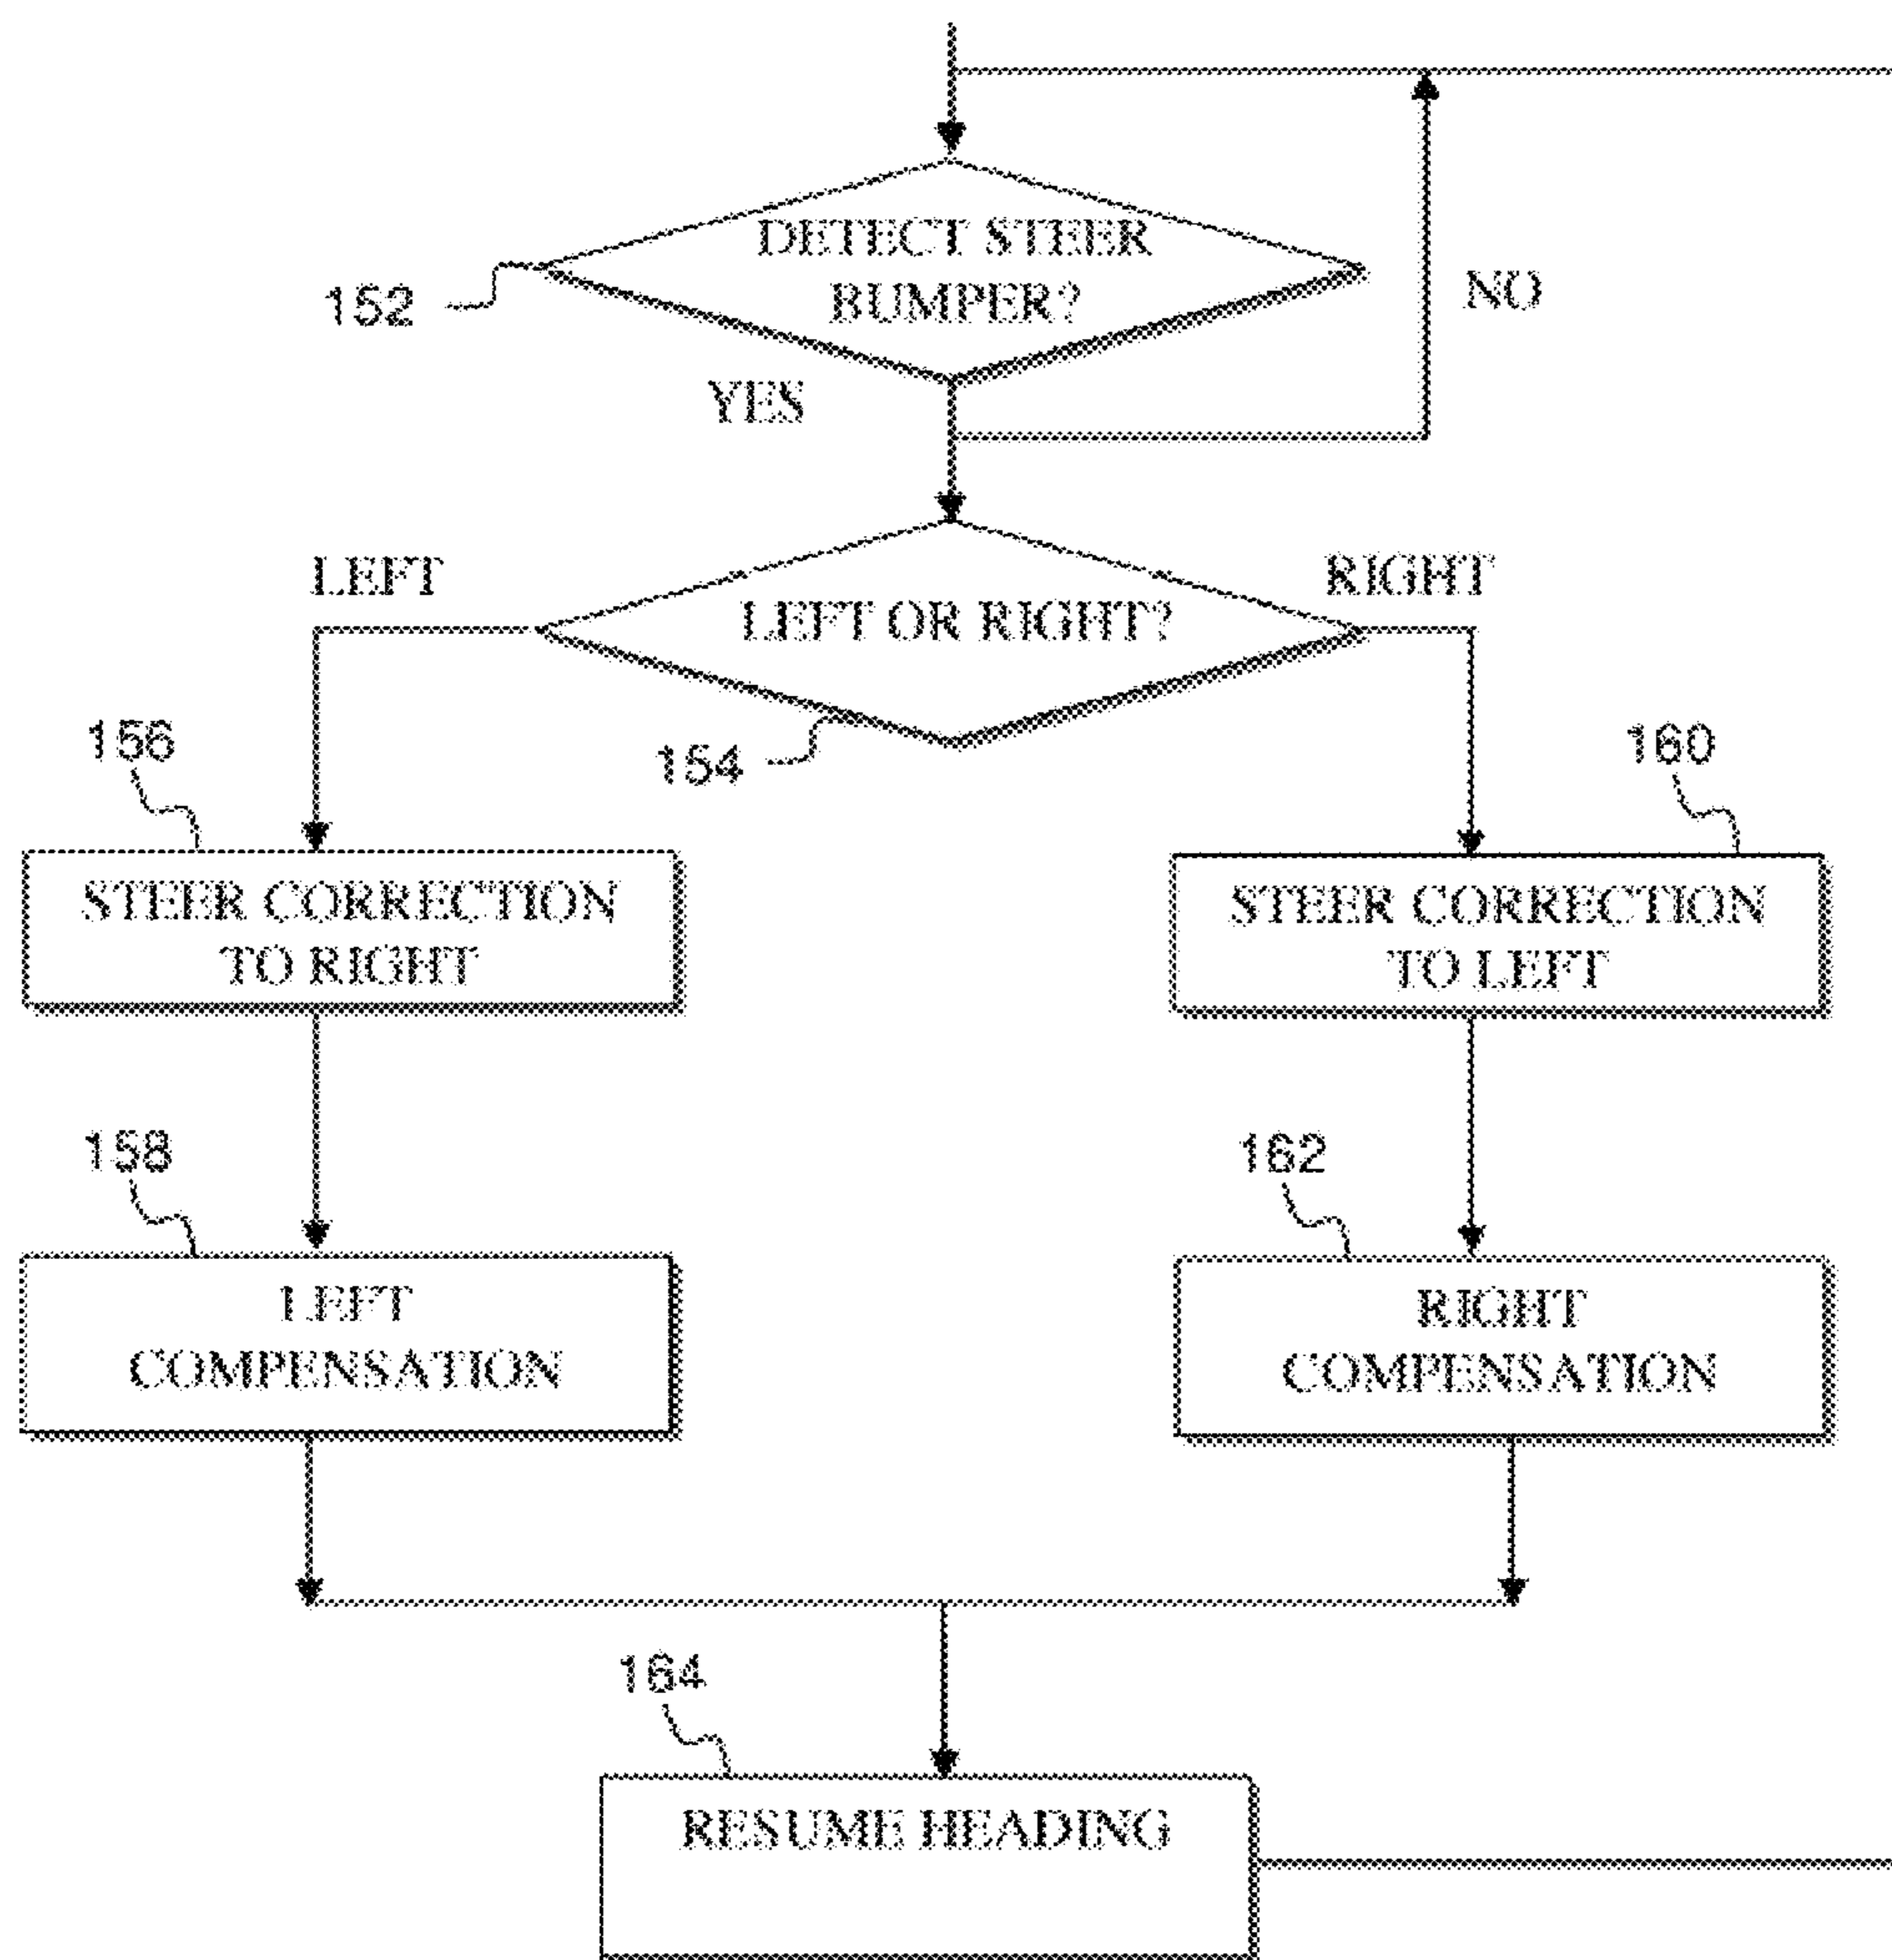 DETECT STEER
BUMPER?
152
NO
YES
LEFT
RIGHT
LEFT OR RIGHT?
154
156
160
STEER CORRECTION
TO RIGHT
STEER CORRECTION
TO LEFT
158
162
LEFT
COMPENSATION
RIGHT
COMPENSATION
164
RESUME HEADING